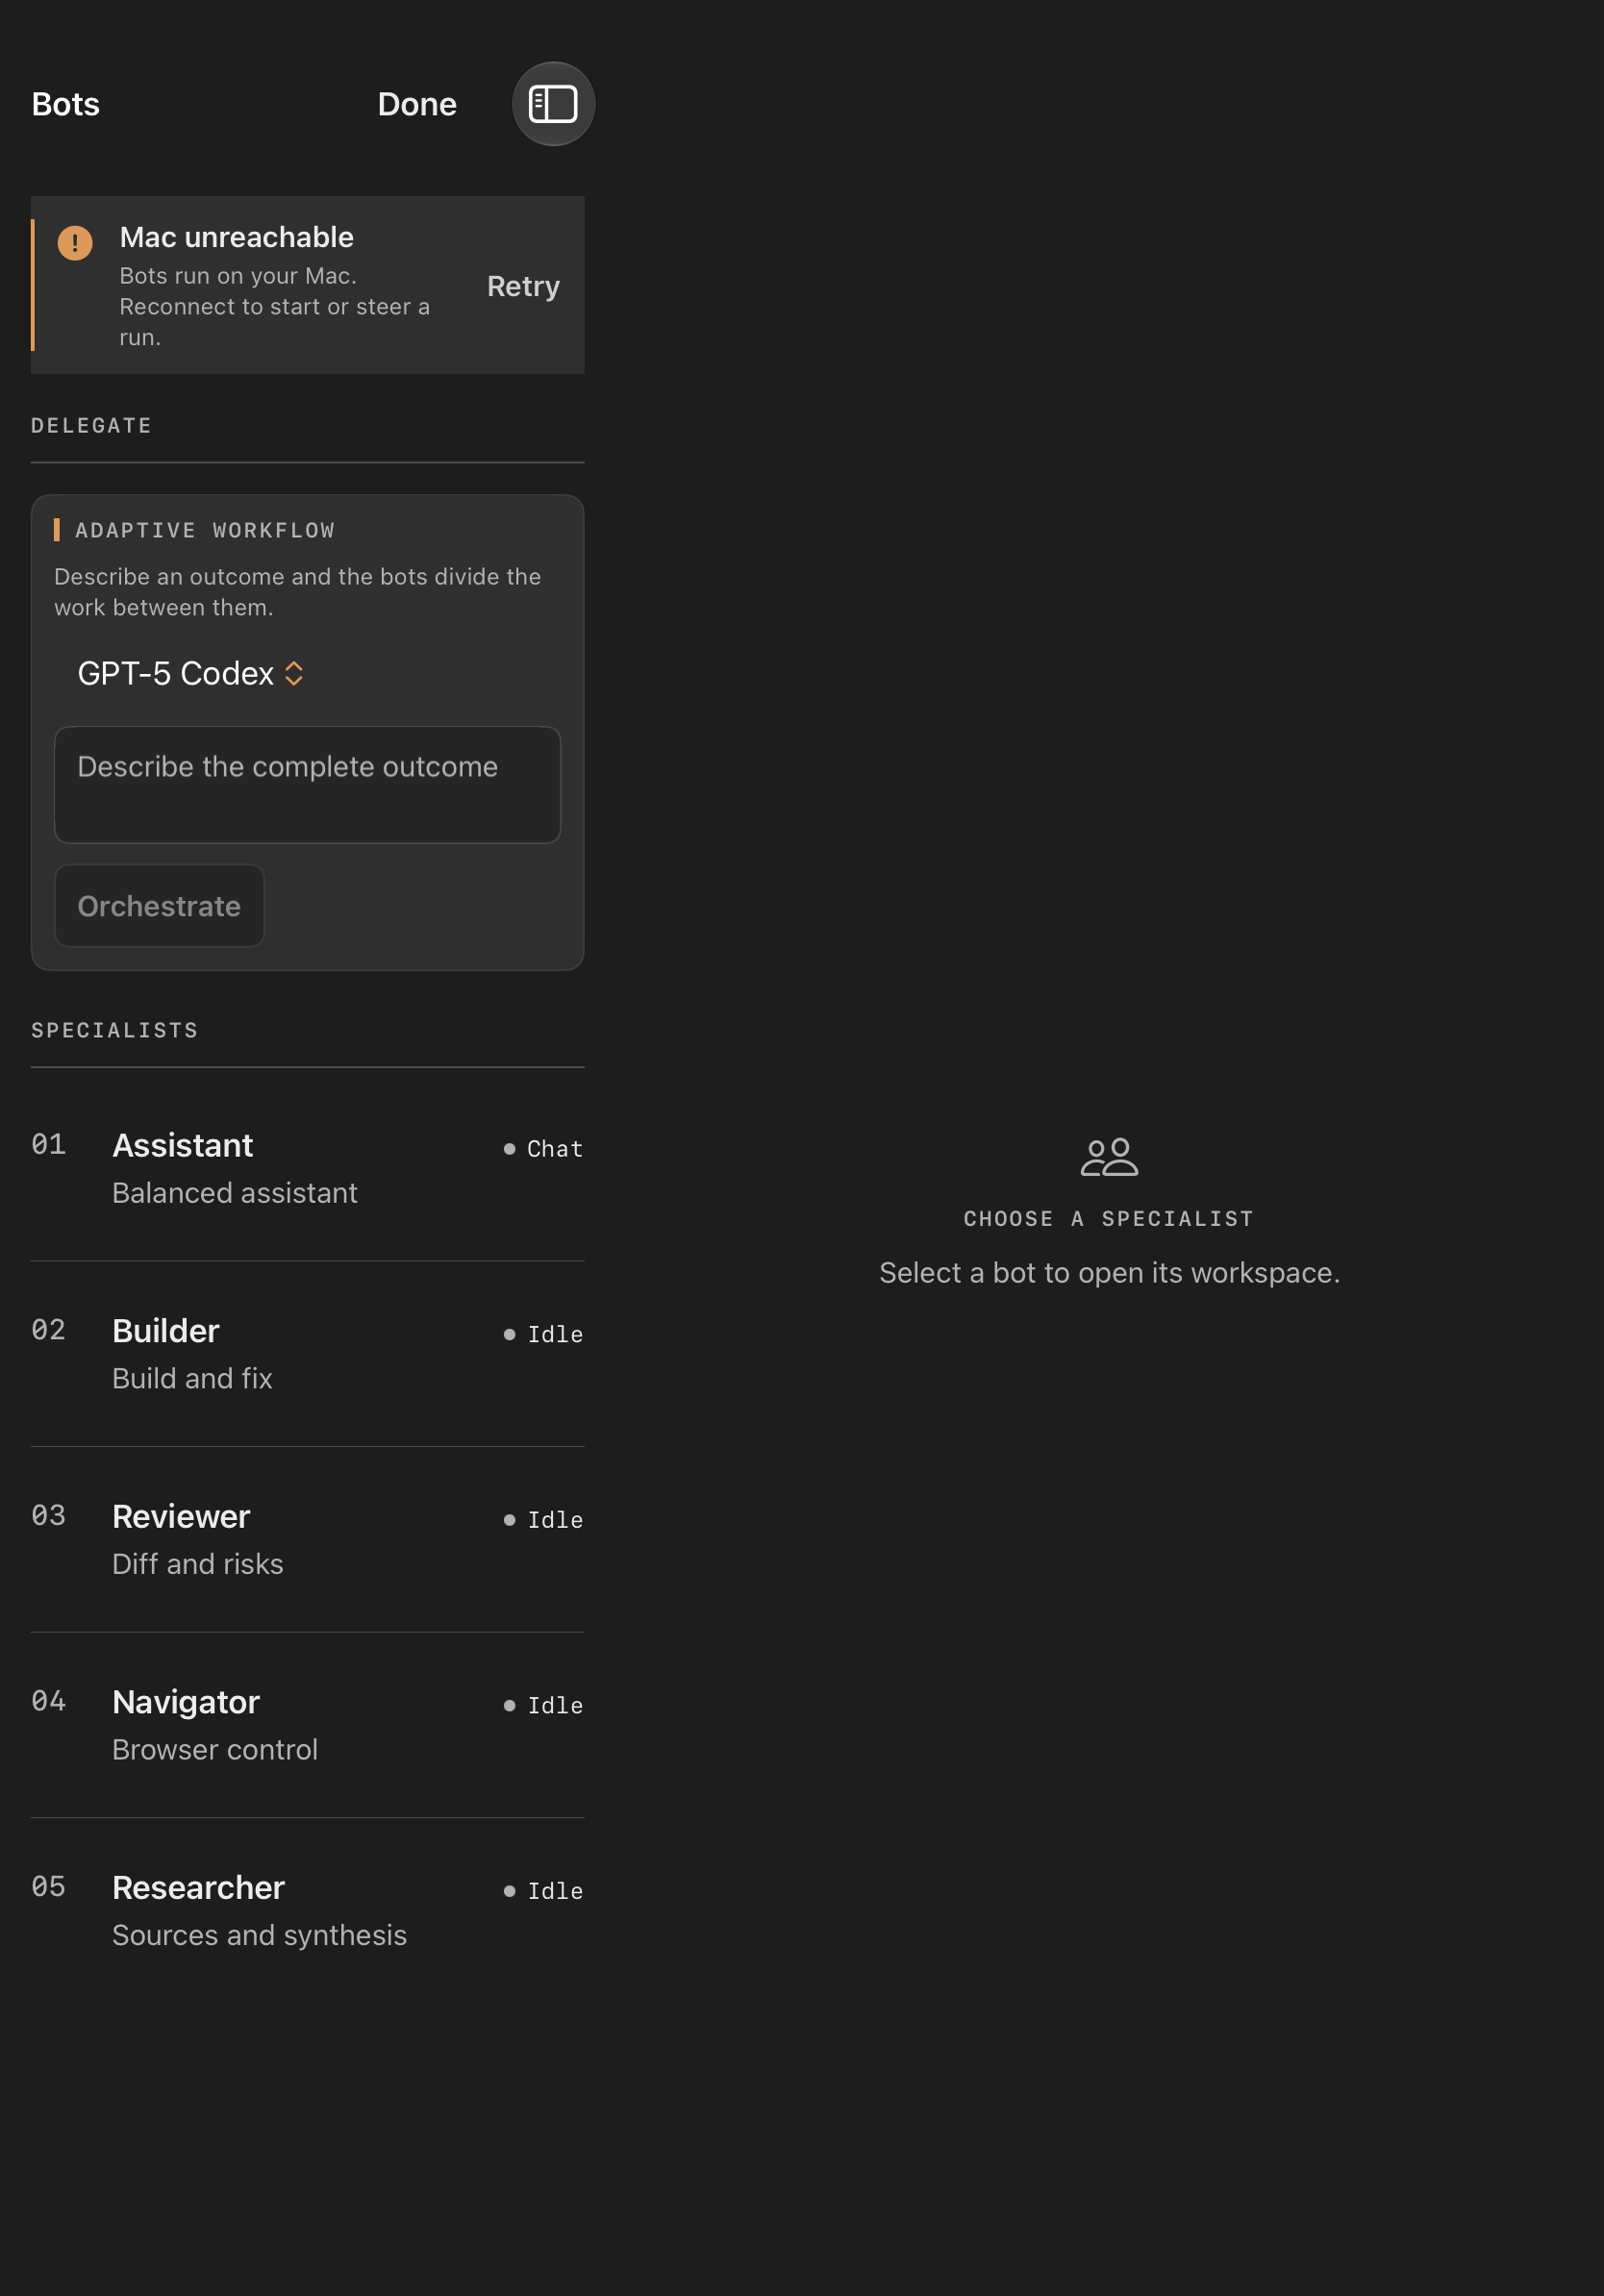 Bots
Done
Mac unreachable
Bots run on your Mac.
Reconnect to start or steer a
run.
Retry
DELEGATE
ADAPTIVE WORKFLOW
Describe an outcome and the bots divide the
work between them.
GPT-5 Codex
Describe the complete outcome
Orchestrate
SPECIALISTS
01 Assistant Chat
Balanced assistant
02 Builder Idle
Build and fix
03 Reviewer Idle
Diff and risks
04 Navigator Idle
Browser control
05 Researcher Idle
Sources and synthesis
CHOOSE A SPECIALIST
Select a bot to open its workspace.